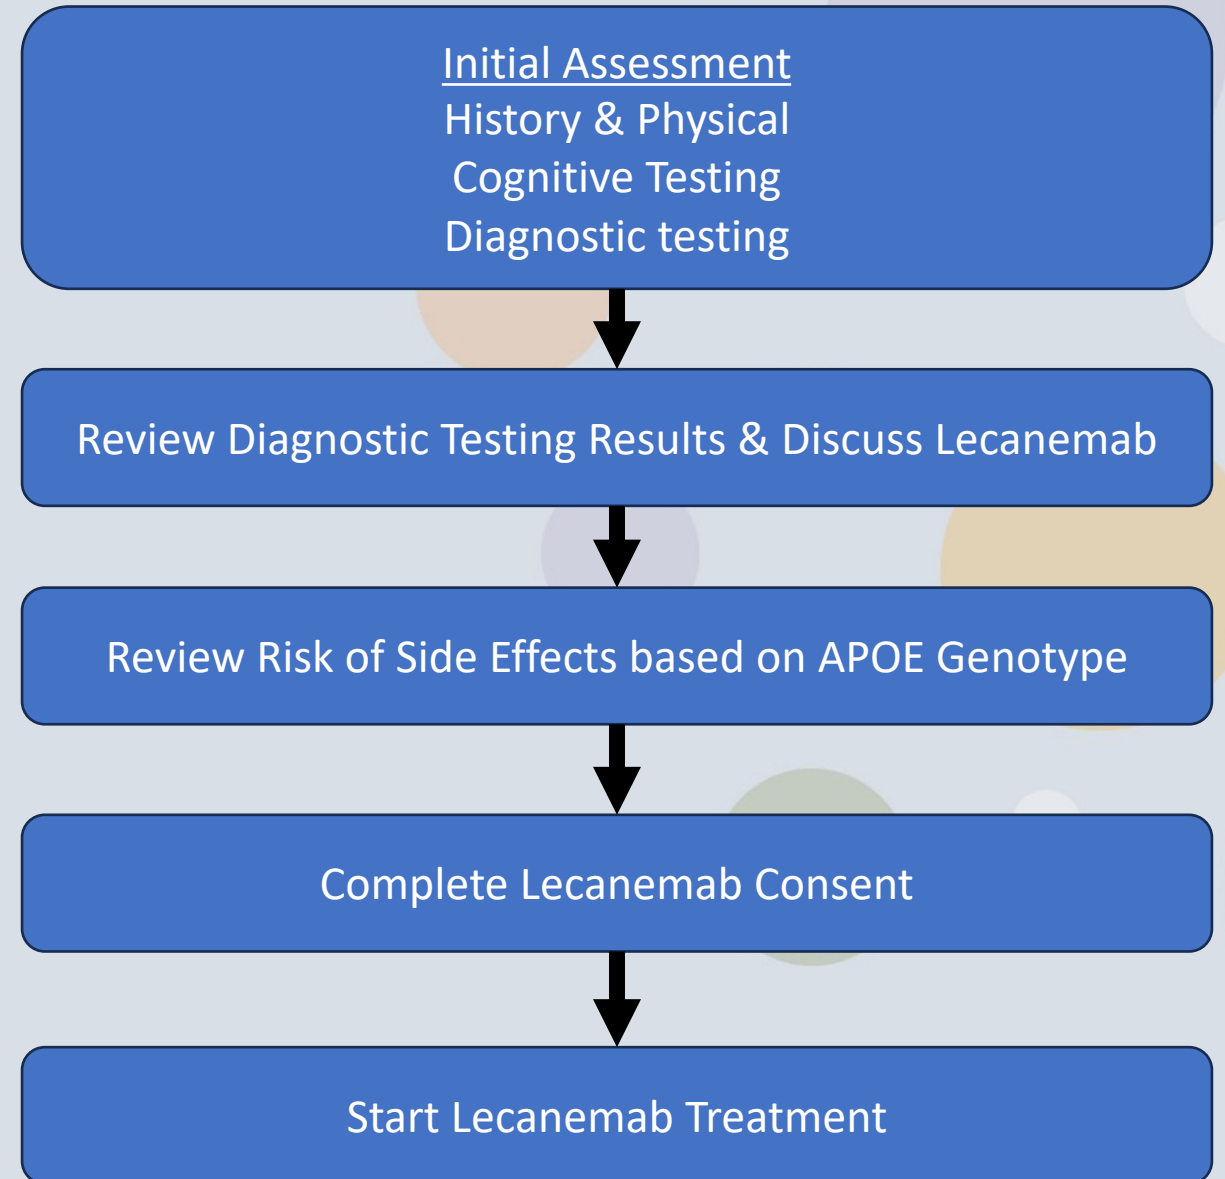 Initial Assessment
History & Physical
Cognitive Testing
Diagnostic testing
Review Diagnostic Testing Results & Discuss Lecanemab
Review Risk of Side Effects based on APOE Genotype
Complete Lecanemab Consent
Start Lecanemab Treatment